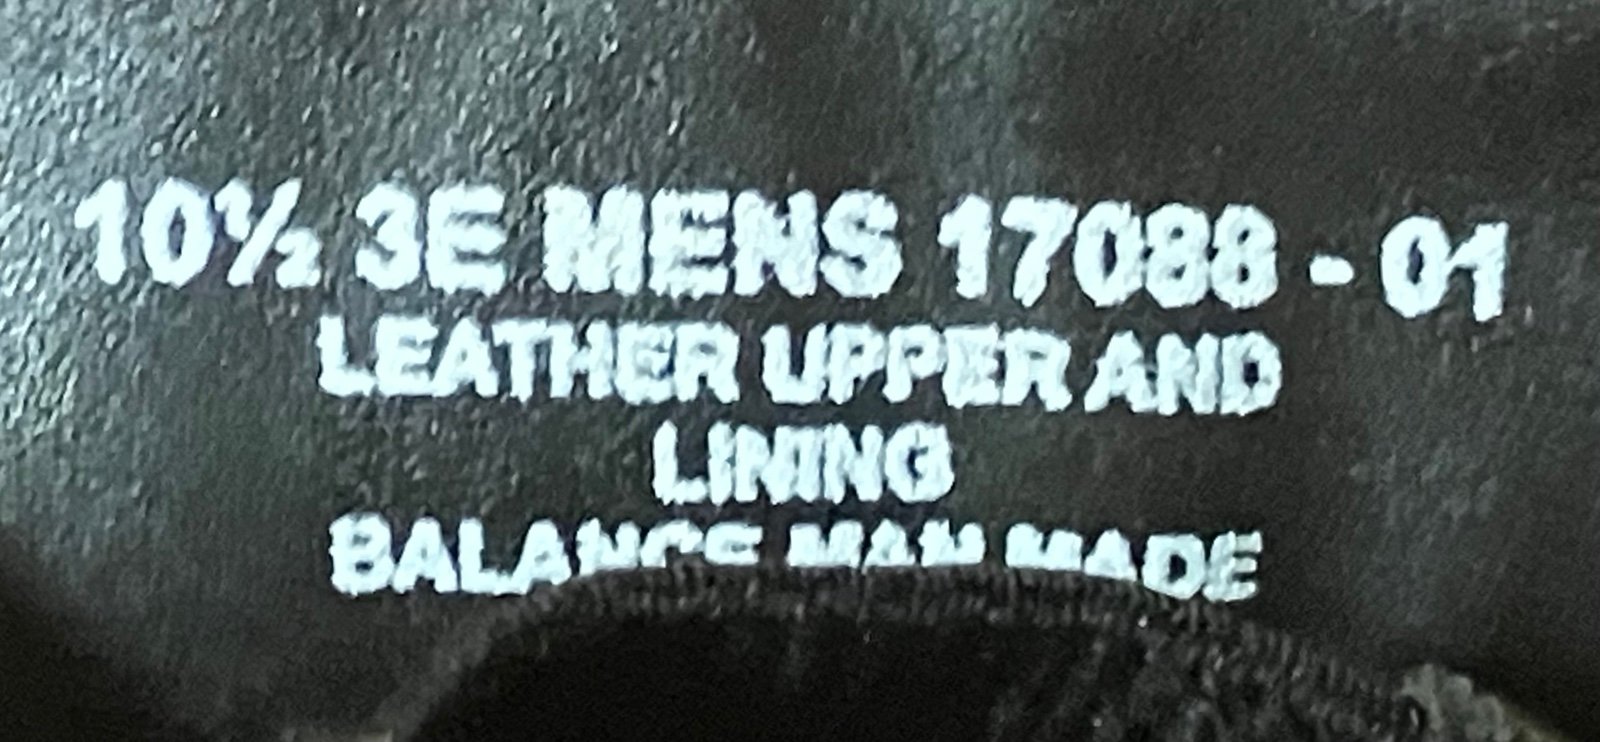 10½ 3E MENS 17088 - 01
LEATHER UPPER AND
LINING
BALANCE MAN MADE